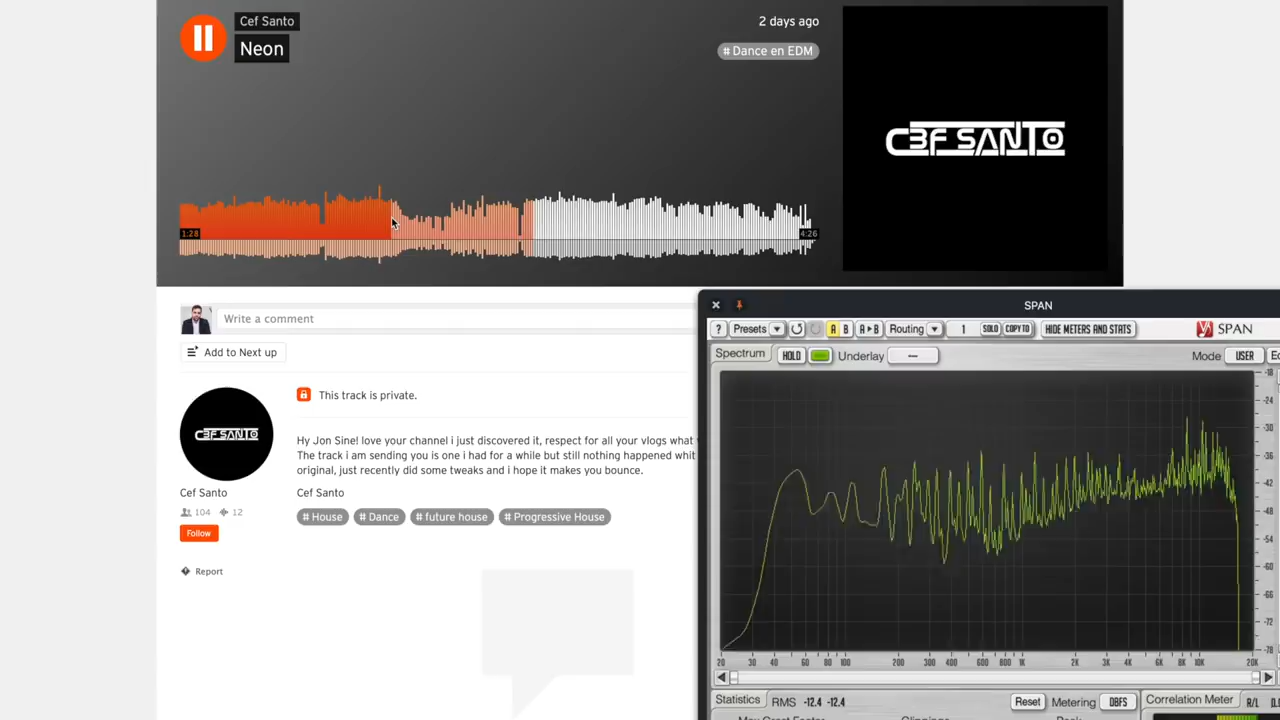 Cef Santo
Neon
2 days ago
# Dance en EDM
CEF SANTO
1:28
4:26
Write a comment
Add to Next up
CEF SANTO
This track is private.
Hy Jon Sine! love your channel i just discovered it, respect for all your vlogs what
The track i am sending you is one i had for a while but still nothing happened whit
original, just recently did some tweaks and i hope it makes you bounce.
Cef Santo
# House
# Dance
# future house
# Progressive House
Cef Santo
104
12
Follow
Report
SPAN
? Presets
A B
A▸B
Routing
1
SOLO
COPY TO
HIDE METERS AND STATS
SPAN
Spectrum
HOLD
Underlay
---
Mode
USER
-18
-24
-30
-36
-42
-48
-54
-60
-66
-72
-78
20 30 40 60 80 100 200 300 400 600 800 1K 2K 3K 4K 6K 8K 10K 20K
Statistics
RMS -12.4 -12.4
Reset
Metering
DBFS
Correlation Meter
R/L